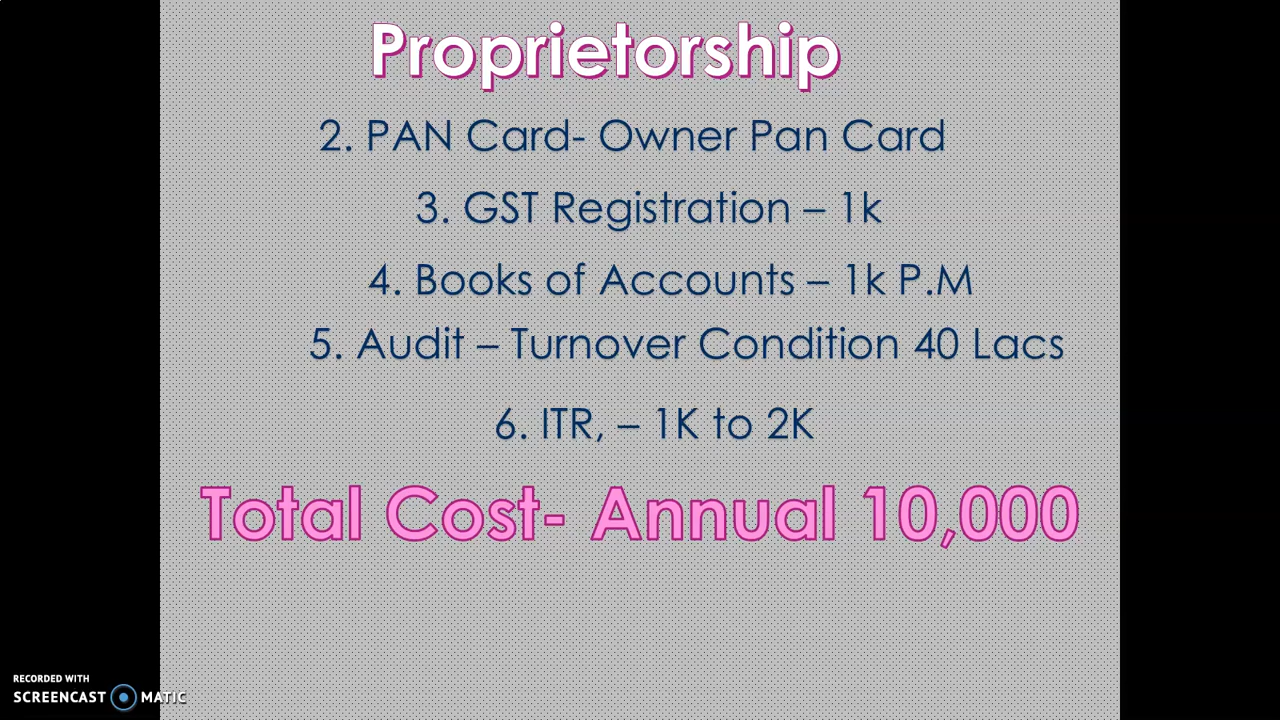 Proprietorship
2. PAN Card- Owner Pan Card
3. GST Registration – 1k
4. Books of Accounts – 1k P.M
5. Audit – Turnover Condition 40 Lacs
6. ITR, – 1K to 2K
Total Cost- Annual 10,000
RECORDED WITH
SCREENCAST MATIC